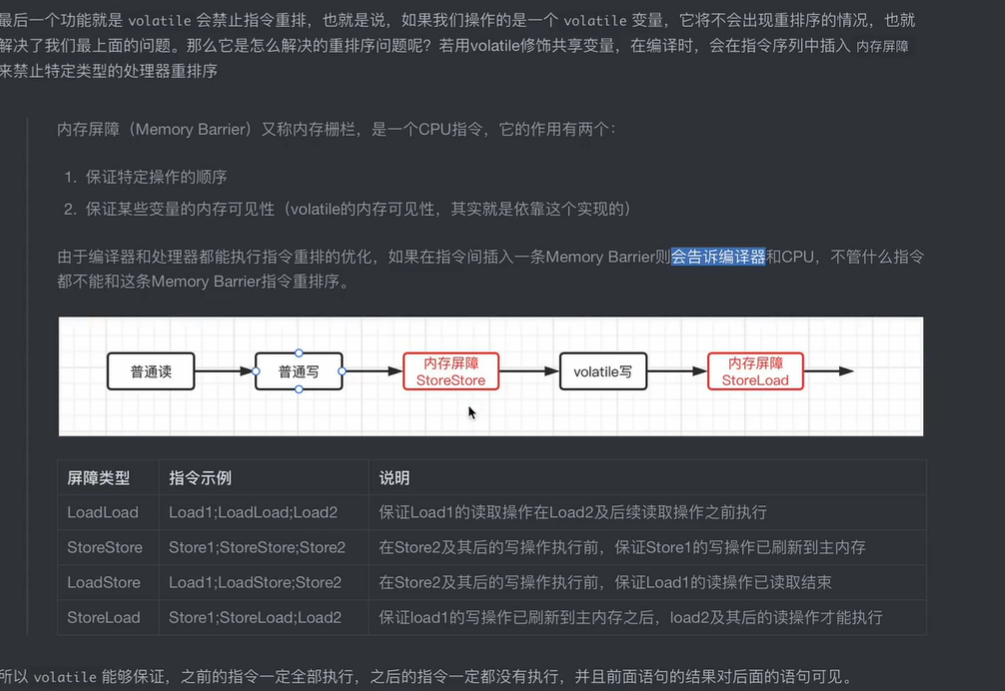 最后一个功能就是 volatile 会禁止指令重排，也就是说，如果我们操作的是一个 volatile 变量，它将不会出现重排序的情况，也就
解决了我们最上面的问题。那么它是怎么解决的重排序问题呢？若用volatile修饰共享变量，在编译时，会在指令序列中插入 内存屏障
来禁止特定类型的处理器重排序
内存屏障（Memory Barrier）又称内存栅栏，是一个CPU指令，它的作用有两个：
1. 保证特定操作的顺序
2. 保证某些变量的内存可见性（volatile的内存可见性，其实就是依靠这个实现的）
由于编译器和处理器都能执行指令重排的优化，如果在指令间插入一条Memory Barrier则会告诉编译器和CPU，不管什么指令
都不能和这条Memory Barrier指令重排序。
普通读 普通写 内存屏障 volatile写 内存屏障
StoreStore StoreLoad
屏障类型 指令示例 说明
LoadLoad Load1;LoadLoad;Load2 保证Load1的读取操作在Load2及后续读取操作之前执行
StoreStore Store1;StoreStore;Store2 在Store2及其后的写操作执行前，保证Store1的写操作已刷新到主内存
LoadStore Load1;LoadStore;Store2 在Store2及其后的写操作执行前，保证Load1的读操作已读取结束
StoreLoad Store1;StoreLoad;Load2 保证load1的写操作已刷新到主内存之后，load2及其后的读操作才能执行
所以 volatile 能够保证，之前的指令一定全部执行，之后的指令一定都没有执行，并且前面语句的结果对后面的语句可见。